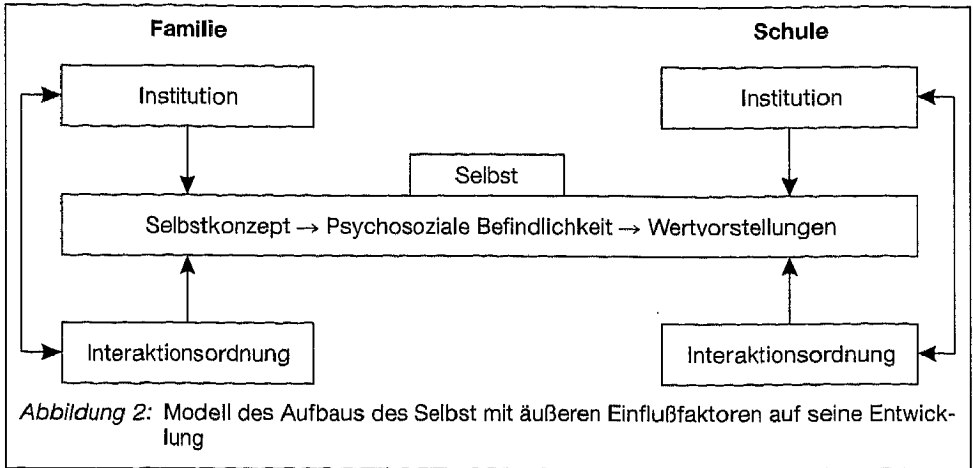 Familie Schule
Institution Institution
Selbst
Selbstkonzept → Psychosoziale Befindlichkeit → Wertvorstellungen
Interaktionsordnung Interaktionsordnung
Abbildung 2: Modell des Aufbaus des Selbst mit äußeren Einflußfaktoren auf seine Entwick-
lung